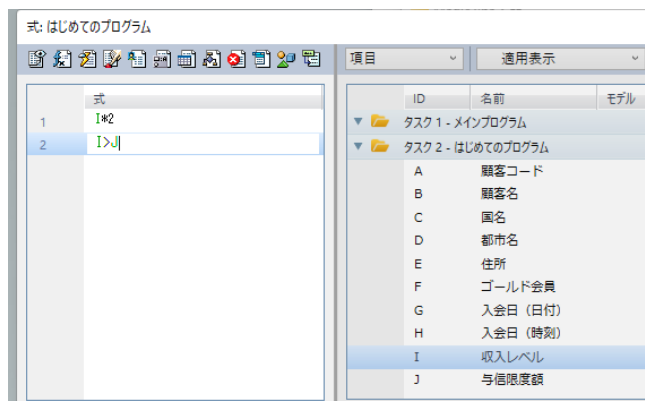 式: はじめてのプログラム
項目 適用表示
式
1 I*2
2 I>J
ID 名前 モデル
タスク 1 - メインプログラム
タスク 2 - はじめてのプログラム
A 顧客コード
B 顧客名
C 国名
D 都市名
E 住所
F ゴールド会員
G 入会日（日付）
H 入会日（時刻）
I 収入レベル
J 与信限度額